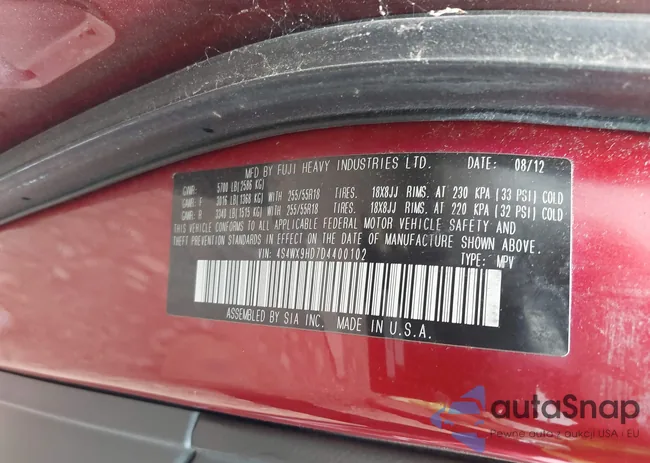 MFD BY FUJI HEAVY INDUSTRIES LTD. DATE: 08/12
GVWR: 5700 LB(2586 KG)
GAWR: F 3016 LB(1368 KG) WITH 255/55R18 TIRES. 18X8JJ RIMS. AT 230 KPA (33 PSI) COLD
GAWR: R 3340 LB(1515 KG) WITH 255/55R18 TIRES. 18X8JJ RIMS. AT 220 KPA (32 PSI) COLD
THIS VEHICLE CONFORMS TO ALL APPLICABLE FEDERAL MOTOR VEHICLE SAFETY AND
THEFT PREVENTION STANDARDS IN EFFECT ON THE DATE OF MANUFACTURE SHOWN ABOVE.
VIN: 4S4WX9HD7D4400102 TYPE: MPV
ASSEMBLED BY SIA INC. MADE IN U.S.A.
autoSnap
Pewne auta z aukcji USA i EU